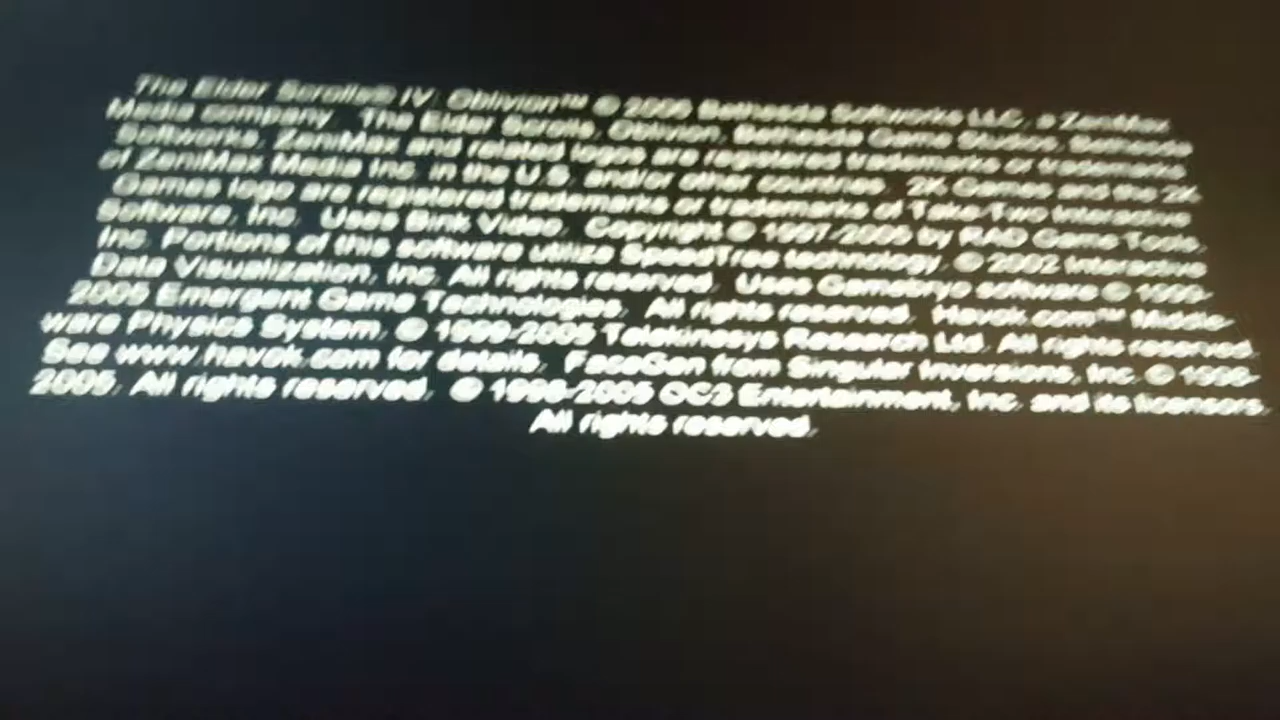 The Elder Scrolls® IV: Oblivion™ © 2006 Bethesda Softworks LLC, a ZeniMax
Media company. The Elder Scrolls, Oblivion, Bethesda Game Studios, Bethesda
Softworks, ZeniMax and related logos are registered trademarks or trademarks
of ZeniMax Media Inc. in the U.S. and/or other countries. 2K Games and the 2K
Games logo are registered trademarks or trademarks of Take-Two Interactive
Software, Inc. Uses Bink Video. Copyright © 1997-2005 by RAD Game Tools,
Inc. Portions of this software utilize SpeedTree technology, © 2002 Interactive
Data Visualization, Inc. All rights reserved. Uses Gamebryo software © 1999-
2005 Emergent Game Technologies. All rights reserved. Havok.com™ Middle-
ware Physics System. © 1999-2005 Telekinesys Research Ltd. All rights reserved.
See www.havok.com for details. FaceGen from Singular Inversions, Inc. © 1998-
2005. All rights reserved. © 1998-2005 OC3 Entertainment, Inc. and its licensors.
All rights reserved.